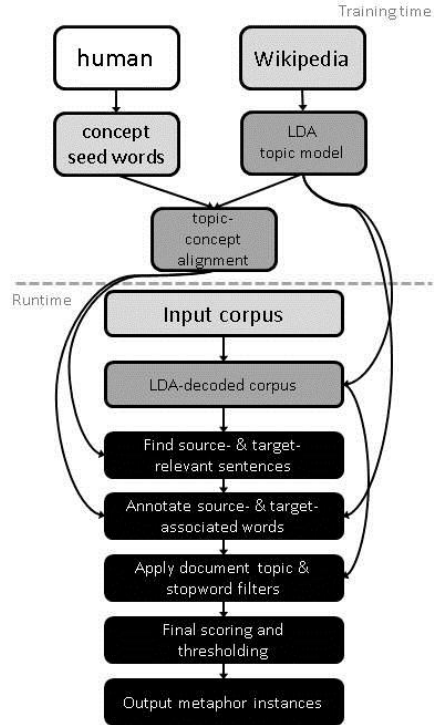 Training time
human
Wikipedia
concept
seed words
LDA
topic model
topic-
concept
alignment
Runtime
Input corpus
LDA-decoded corpus
Find source- & target-
relevant sentences
Annotate source- & target-
associated words
Apply document topic &
stopword filters
Final scoring and
thresholding
Output metaphor instances